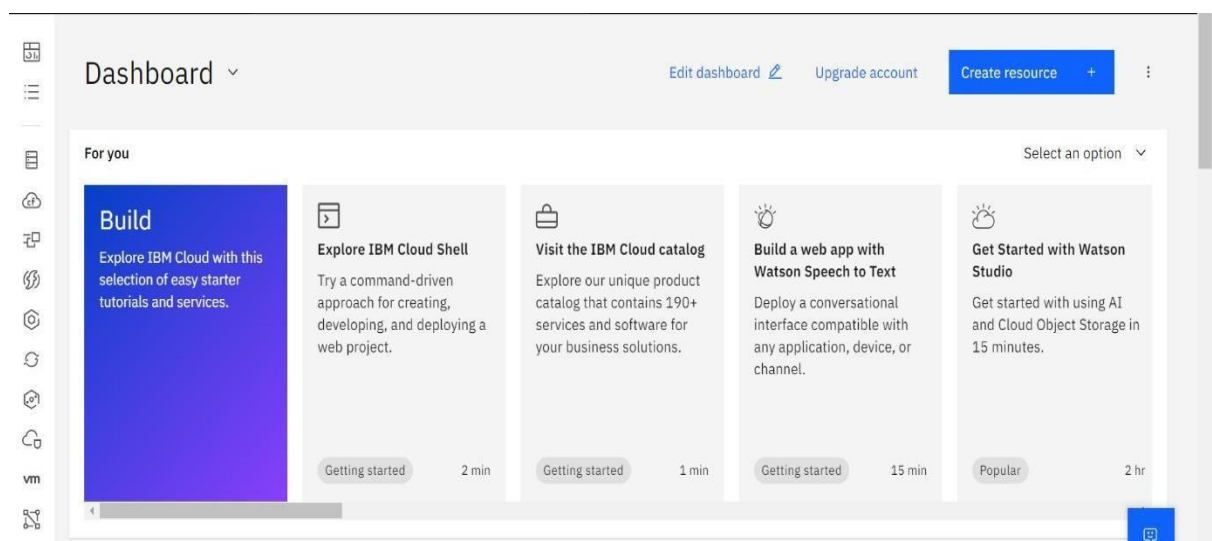 Dashboard
Edit dashboard
Upgrade account
Create resource +
For you
Select an option
Build
Explore IBM Cloud with this
selection of easy starter
tutorials and services.
Explore IBM Cloud Shell
Try a command-driven
approach for creating,
developing, and deploying a
web project.
Getting started
2 min
Visit the IBM Cloud catalog
Explore our unique product
catalog that contains 190+
services and software for
your business solutions.
Getting started
1 min
Build a web app with
Watson Speech to Text
Deploy a conversational
interface compatible with
any application, device, or
channel.
Getting started
15 min
Get Started with Watson
Studio
Get started with using AI
and Cloud Object Storage in
15 minutes.
Popular
2 hr
cf
vm